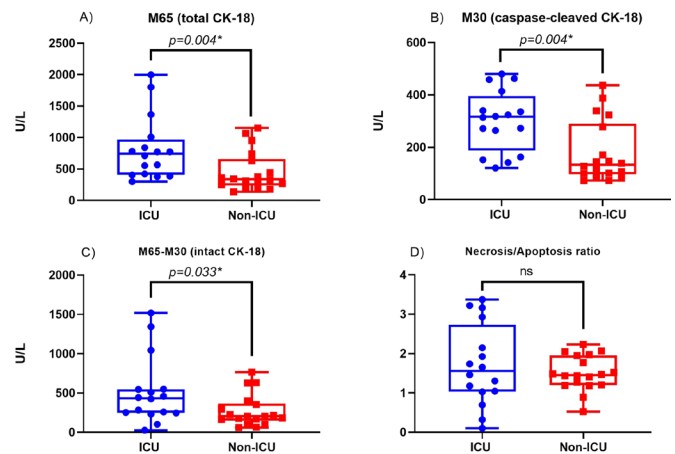 A)
M65 (total CK-18)
p=0.004*
U/L
2500
2000
1500
1000
500
0
ICU
Non-ICU
B)
M30 (caspase-cleaved CK-18)
p=0.004*
U/L
600
400
200
0
ICU
Non-ICU
C)
M65-M30 (intact CK-18)
p=0.033*
U/L
2000
1500
1000
500
0
ICU
Non-ICU
D)
Necrosis/Apoptosis ratio
ns
4
3
2
1
0
ICU
Non-ICU